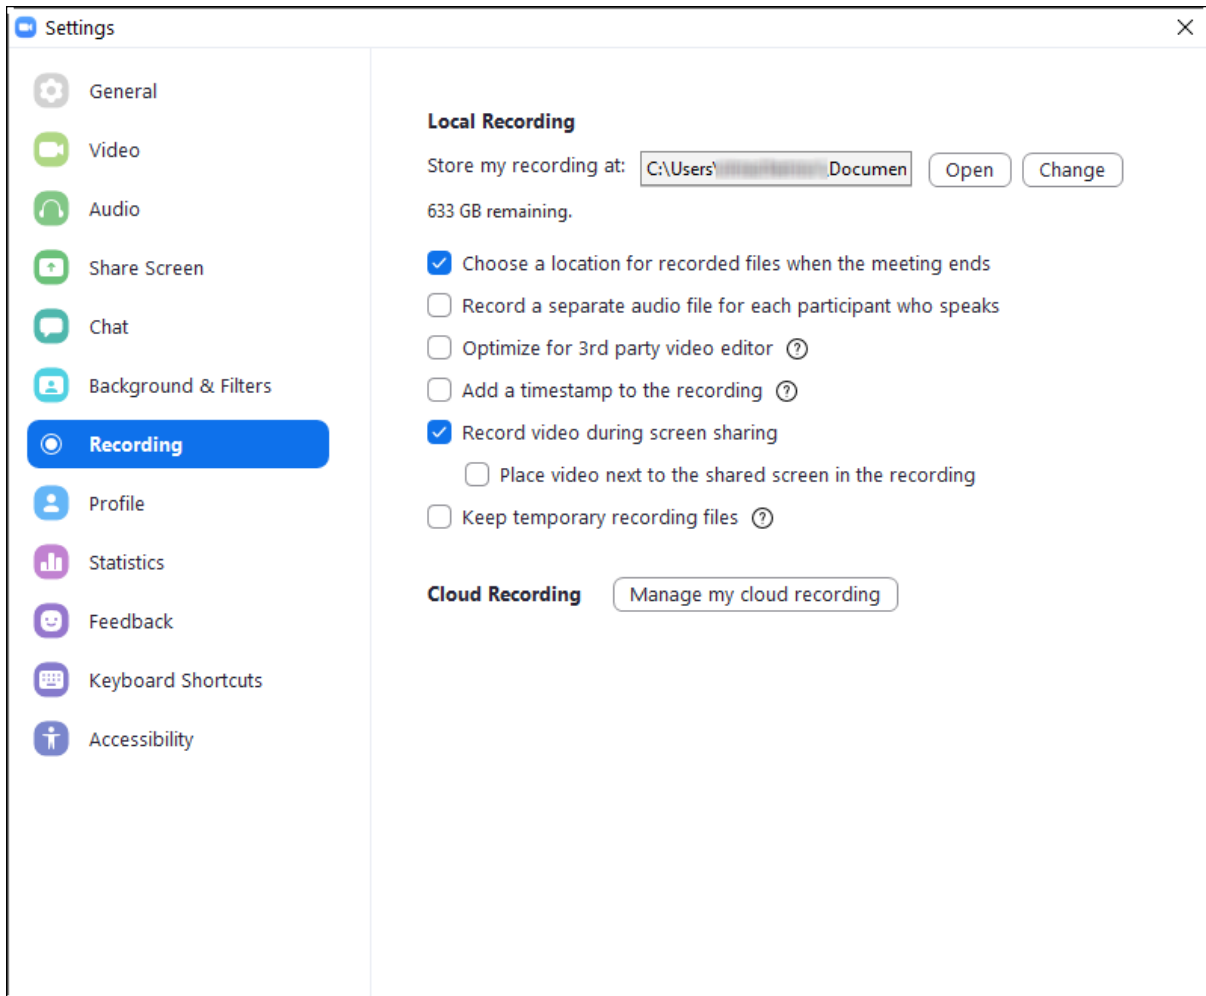 Settings
General
Video
Audio
Share Screen
Chat
Background & Filters
Recording
Profile
Statistics
Feedback
Keyboard Shortcuts
Accessibility
Local Recording
Store my recording at: C:\Users\ Documen Open Change
633 GB remaining.
Choose a location for recorded files when the meeting ends
Record a separate audio file for each participant who speaks
Optimize for 3rd party video editor ?
Add a timestamp to the recording ?
Record video during screen sharing
Place video next to the shared screen in the recording
Keep temporary recording files ?
Cloud Recording Manage my cloud recording